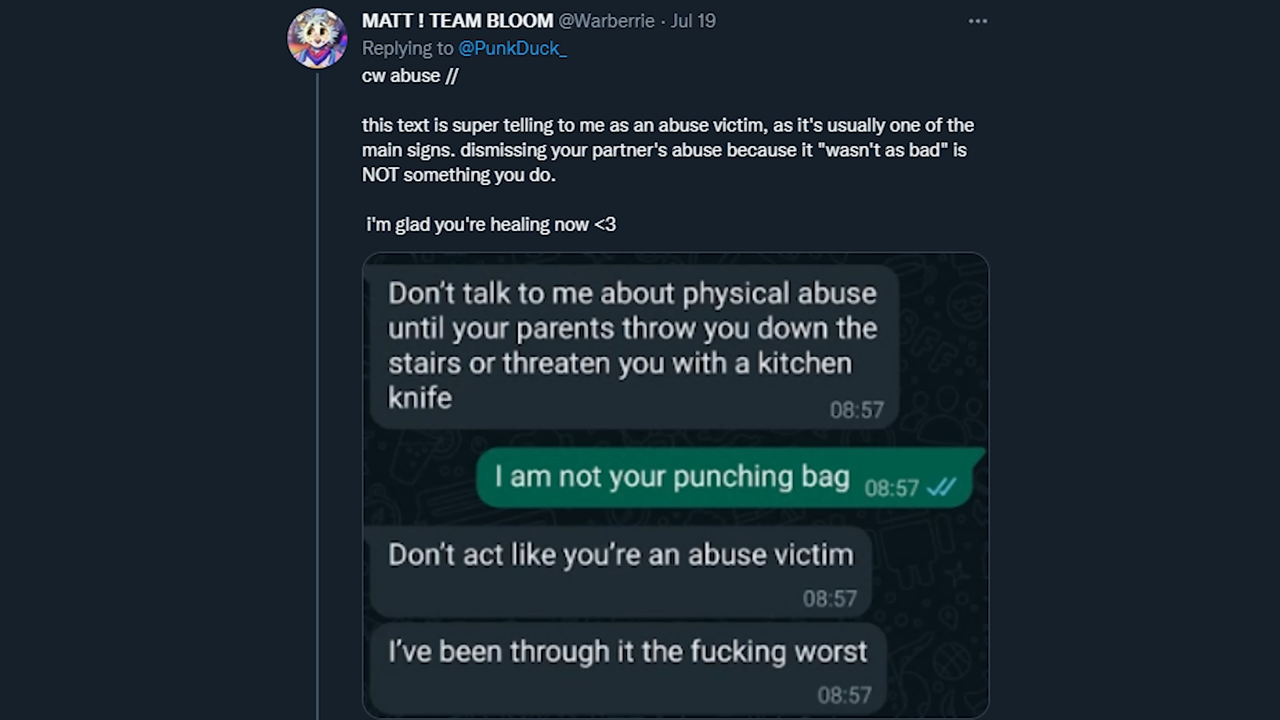 MATT ! TEAM BLOOM @Warberrie · Jul 19
Replying to @PunkDuck_
cw abuse //
this text is super telling to me as an abuse victim, as it's usually one of the
main signs. dismissing your partner's abuse because it "wasn't as bad" is
NOT something you do.
i'm glad you're healing now <3
Don't talk to me about physical abuse
until your parents throw you down the
stairs or threaten you with a kitchen
knife
08:57
I am not your punching bag 08:57
Don't act like you're an abuse victim
08:57
I've been through it the fucking worst
08:57